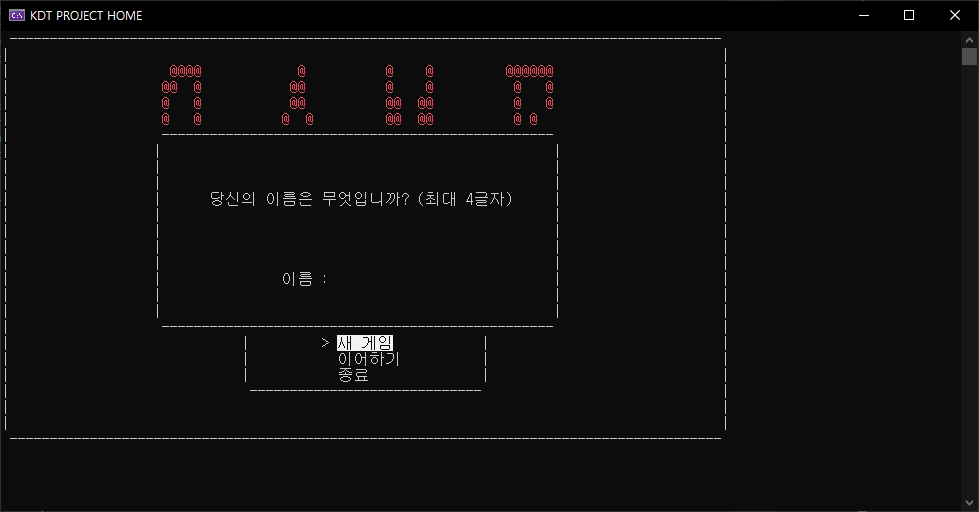 KDT PROJECT HOME
당신의 이름은 무엇입니까? (최대 4글자)
이름 :
> 새 게임
이어하기
종료